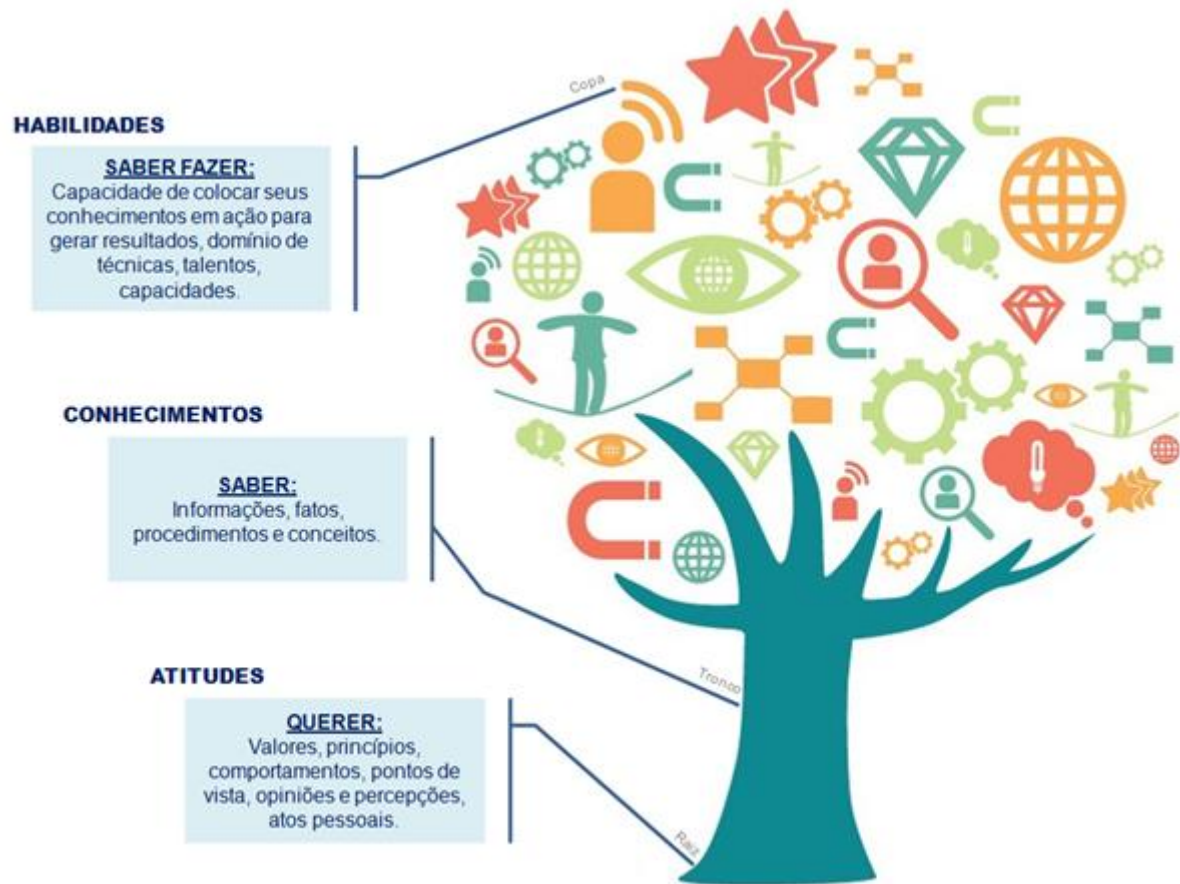 Copa
HABILIDADES
SABER FAZER:
Capacidade de colocar seus
conhecimentos em ação para
gerar resultados, domínio de
técnicas, talentos,
capacidades.
CONHECIMENTOS
SABER:
Informações, fatos,
procedimentos e conceitos.
Tronco
ATITUDES
QUERER:
Valores, princípios,
comportamentos, pontos de
vista, opiniões e percepções,
atos pessoais.
Raiz